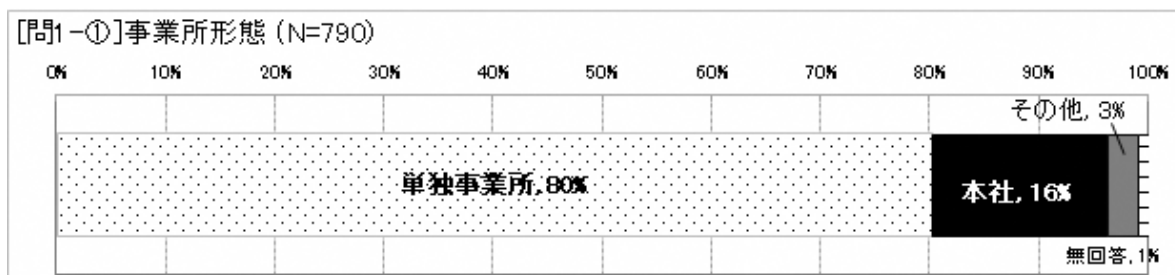 [問1-①]事業所形態 (N=790)
0% 10% 20% 30% 40% 50% 60% 70% 80% 90% 100%
その他, 3%
単独事業所,80%
本社, 16%
無回答, 1%